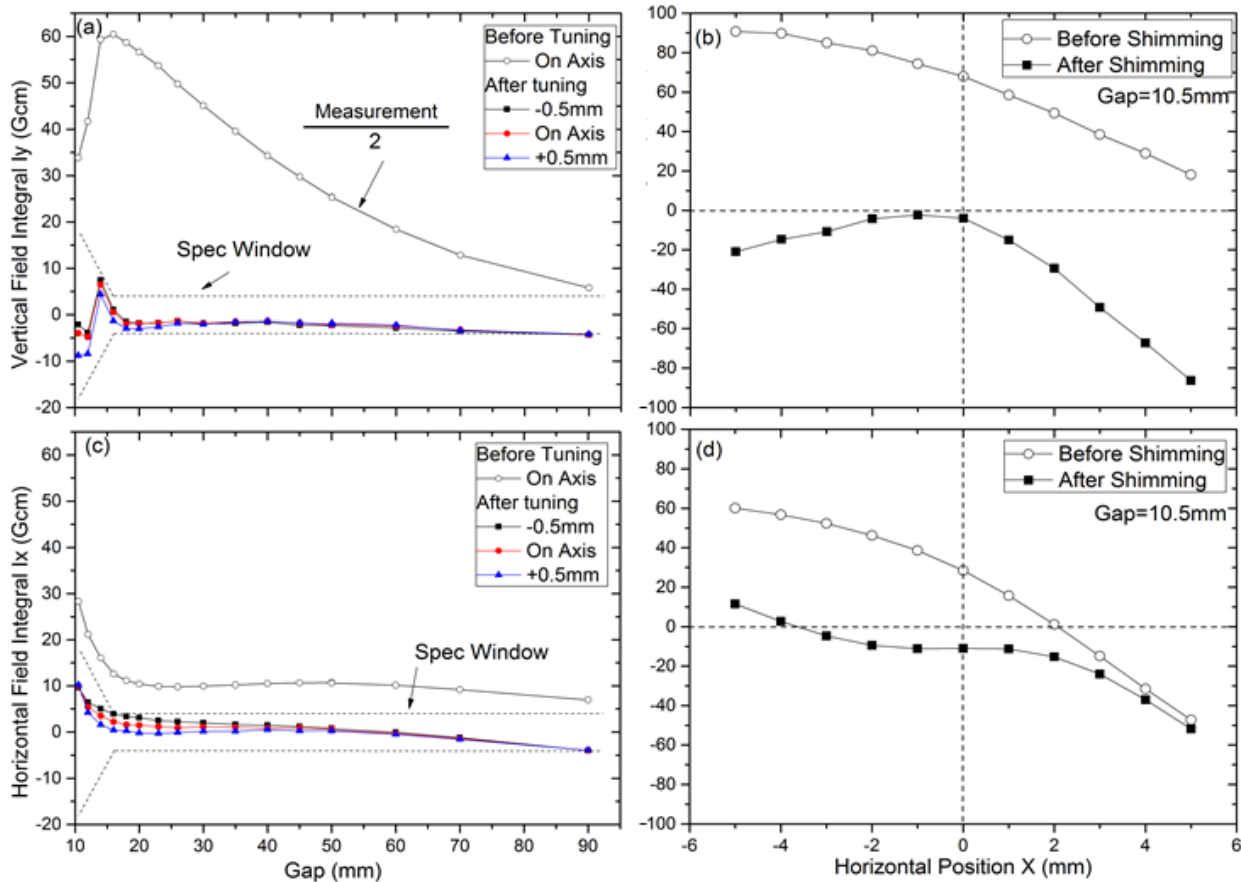 (a)
Vertical Field Integral Iy (Gcm)
60
50
40
30
20
10
0
-10
-20
Before Tuning
On Axis
After tuning
-0.5mm
On Axis
+0.5mm
Measurement
2
Spec Window
(b)
100
80
60
40
20
0
-20
-40
-60
-80
-100
Before Shimming
After Shimming
Gap=10.5mm
(c)
Horizontal Field Integral Ix (Gcm)
60
50
40
30
20
10
0
-10
-20
Before Tuning
On Axis
After tuning
-0.5mm
On Axis
+0.5mm
Spec Window
10 20 30 40 50 60 70 80 90
Gap (mm)
(d)
100
80
60
40
20
0
-20
-40
-60
-80
-100
Before Shimming
After Shimming
Gap=10.5mm
-6 -4 -2 0 2 4 6
Horizontal Position X (mm)